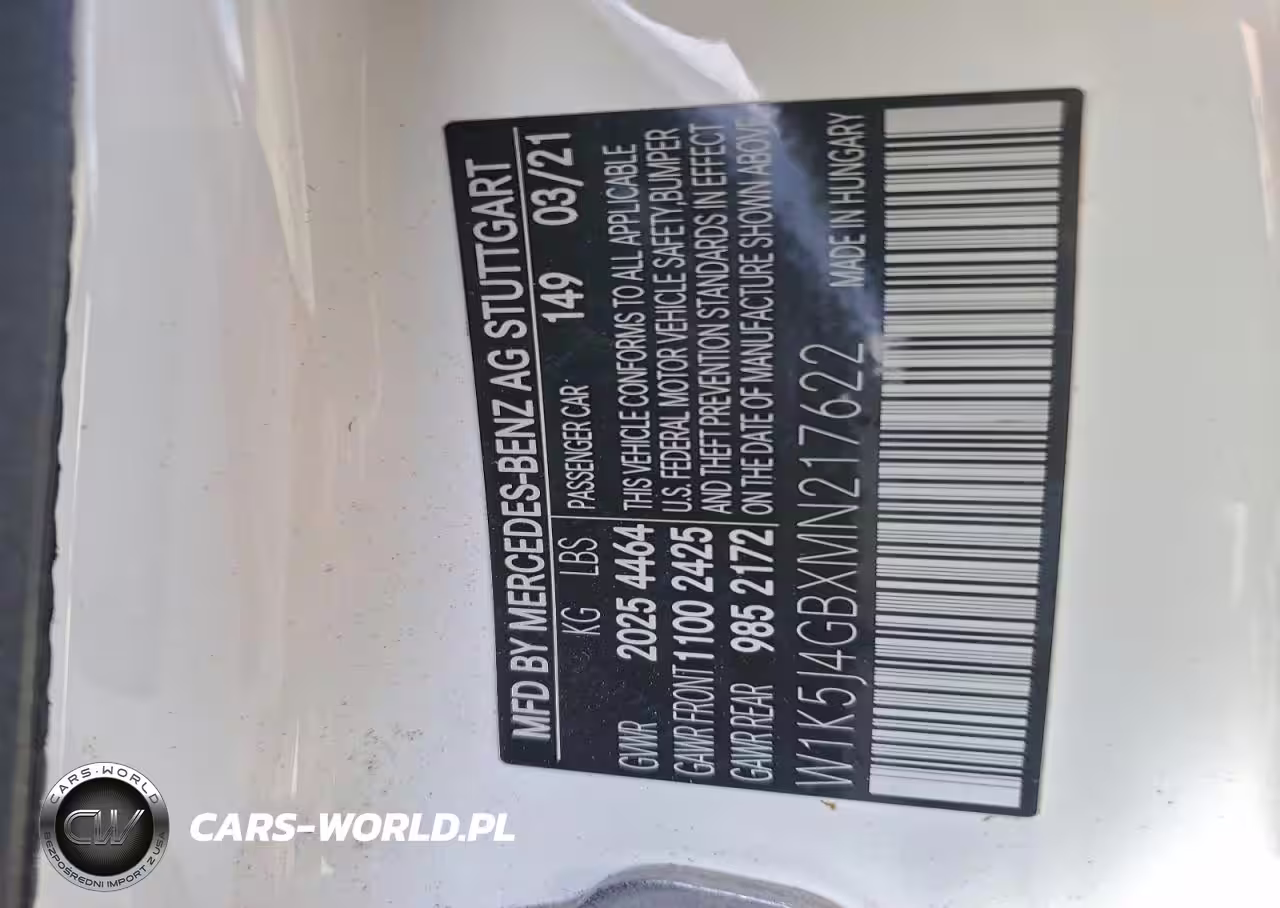 MFD BY MERCEDES-BENZ AG STUTTGART
KG LBS PASSENGER CAR 149 03/21
GVWR 2025 4464 THIS VEHICLE CONFORMS TO ALL APPLICABLE
GAWR FRONT 1100 2425 U.S. FEDERAL MOTOR VEHICLE SAFETY, BUMPER
GAWR REAR 985 2172 AND THEFT PREVENTION STANDARDS IN EFFECT
ON THE DATE OF MANUFACTURE SHOWN ABOVE
W1K5J4GBXMN217622 MADE IN HUNGARY
CARS-WORLD
CW
BEZPOŚREDNI IMPORT Z USA
CARS-WORLD.PL